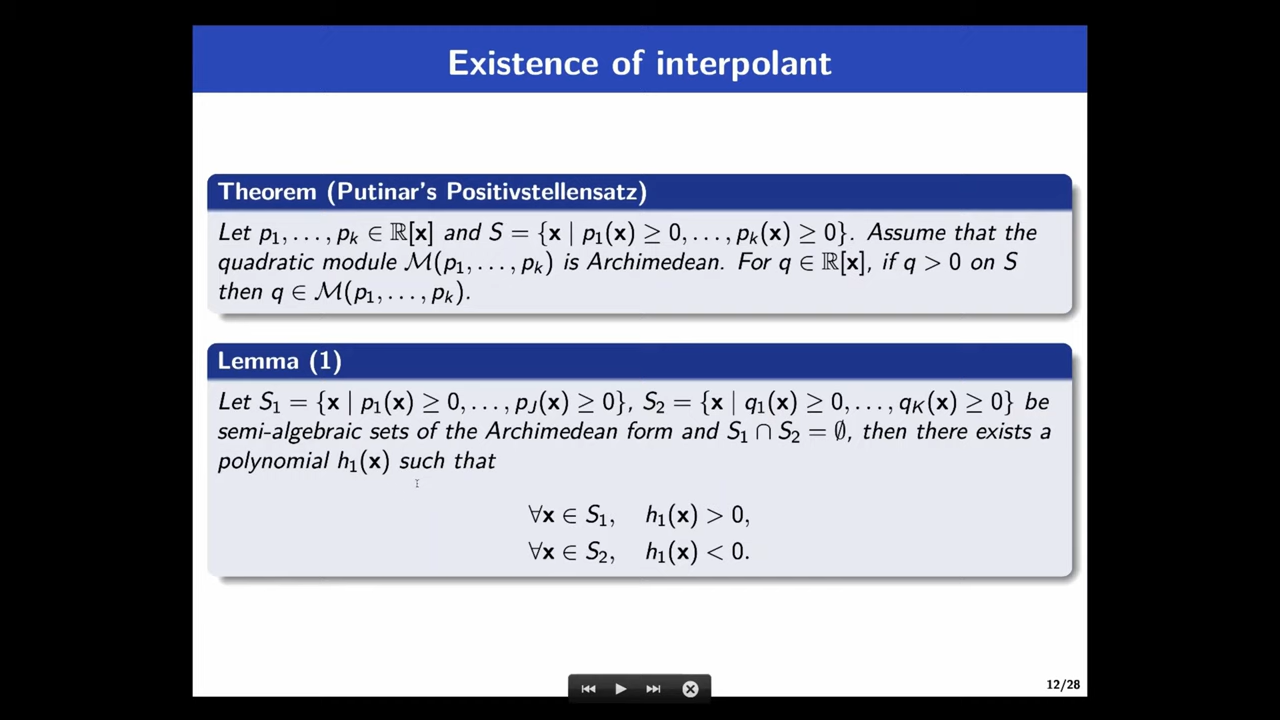 Existence of interpolant
Theorem (Putinar's Positivstellensatz)
Let p₁, . . . , pₖ ∈ ℝ[x] and S = {x | p₁(x) ≥ 0, . . . , pₖ(x) ≥ 0}. Assume that the
quadratic module ℳ(p₁, . . . , pₖ) is Archimedean. For q ∈ ℝ[x], if q > 0 on S
then q ∈ ℳ(p₁, . . . , pₖ).
Lemma (1)
Let S₁ = {x | p₁(x) ≥ 0, . . . , p_J(x) ≥ 0}, S₂ = {x | q₁(x) ≥ 0, . . . , q_K(x) ≥ 0} be
semi-algebraic sets of the Archimedean form and S₁ ∩ S₂ = ∅, then there exists a
polynomial h₁(x) such that
∀x ∈ S₁, h₁(x) > 0,
∀x ∈ S₂, h₁(x) < 0.
12/28